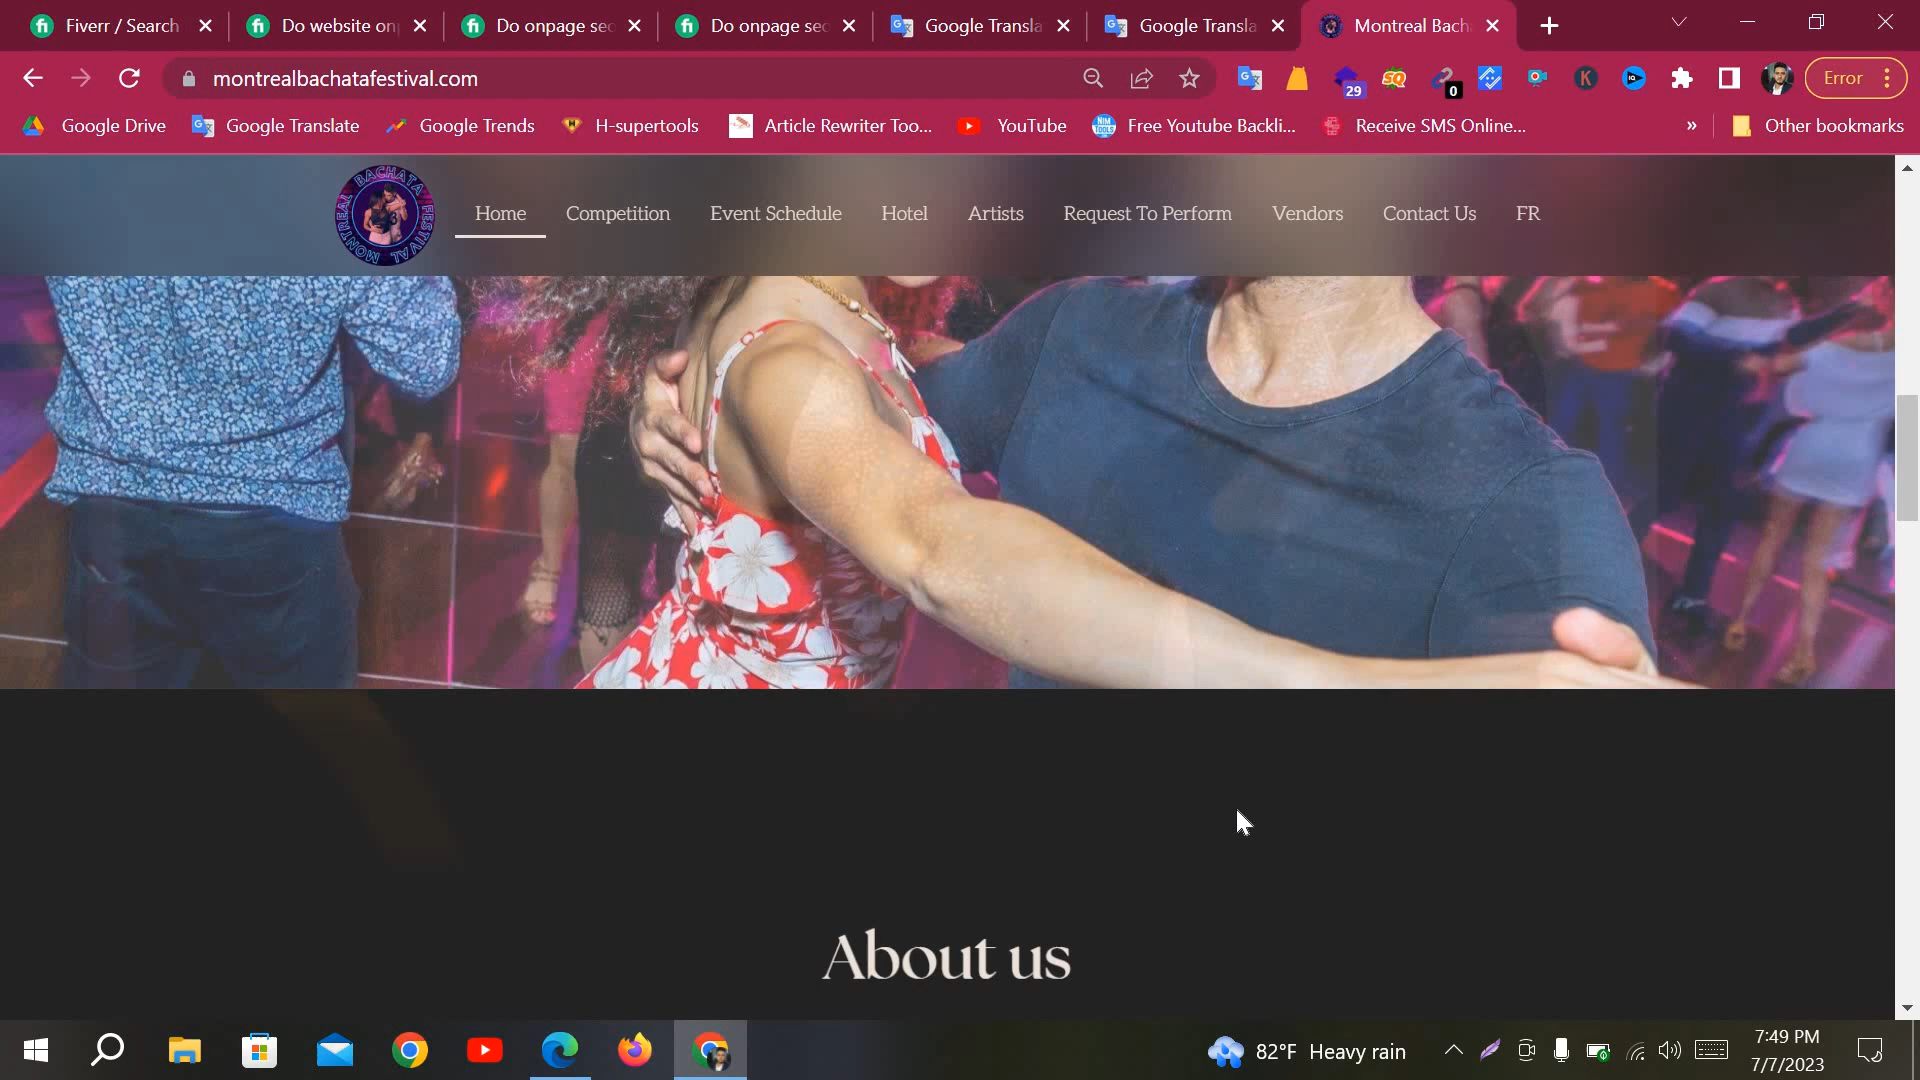 Fiverr / Search
Do website on
Do onpage seo
Do onpage seo
Google Transla
Google Transla
Montreal Bach
montrealbachatafestival.com
29
SQ
0
K
Error
Google Drive
Google Translate
Google Trends
H-supertools
Article Rewriter Too...
YouTube
Free Youtube Backli...
Receive SMS Online...
»
Other bookmarks
BACHATA FESTIVAL MONTREAL
Home
Competition
Event Schedule
Hotel
Artists
Request To Perform
Vendors
Contact Us
FR
About us
82°F Heavy rain
7:49 PM
7/7/2023